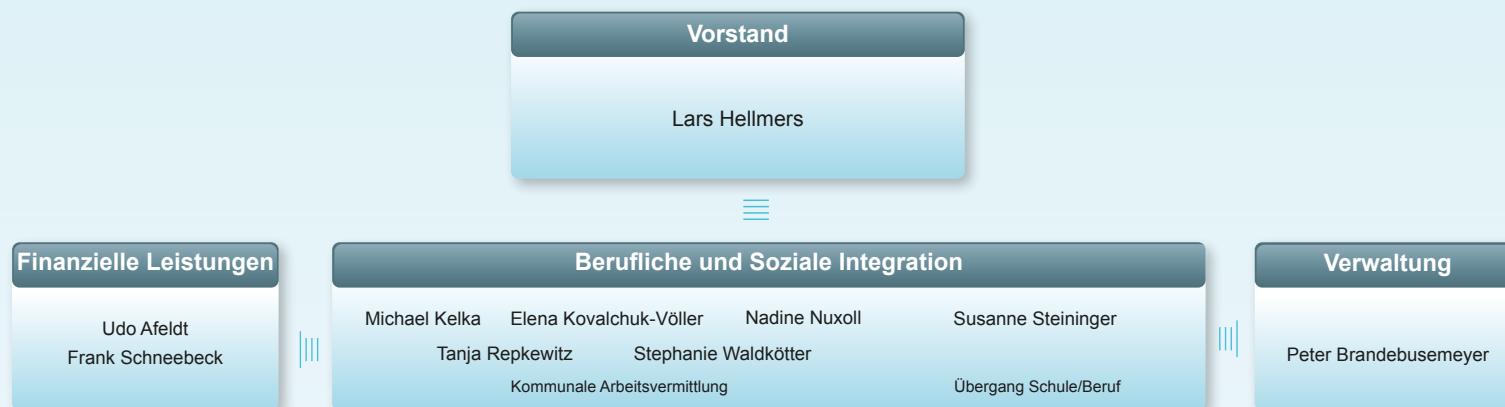 Vorstand
Lars Hellmers
Finanzielle Leistungen
Udo Afeldt
Frank Schneebeck
Berufliche und Soziale Integration
Michael Kelka Elena Kovalchuk-Völler Nadine Nuxoll Susanne Steininger
Tanja Repkewitz Stephanie Waldkötter
Kommunale Arbeitsvermittlung Übergang Schule/Beruf
Verwaltung
Peter Brandebusemeyer